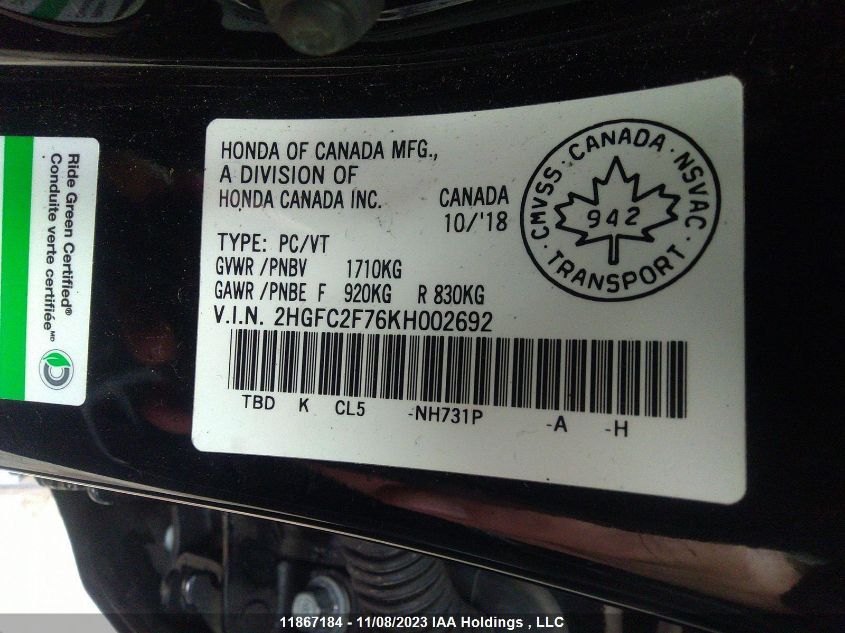 Ride Green Certified®
Conduite verte certifiée MD
HONDA OF CANADA MFG.,
A DIVISION OF
HONDA CANADA INC.
CANADA
10/'18
TYPE: PC/VT
GVWR /PNBV 1710KG
GAWR /PNBE F 920KG R 830KG
V.I.N. 2HGFC2F76KH002692
TBD K CL5 -NH731P -A -H
CMVSS · CANADA · NSVAC · TRANSPORT ·
942
11867184 - 11/08/2023 IAA Holdings , LLC